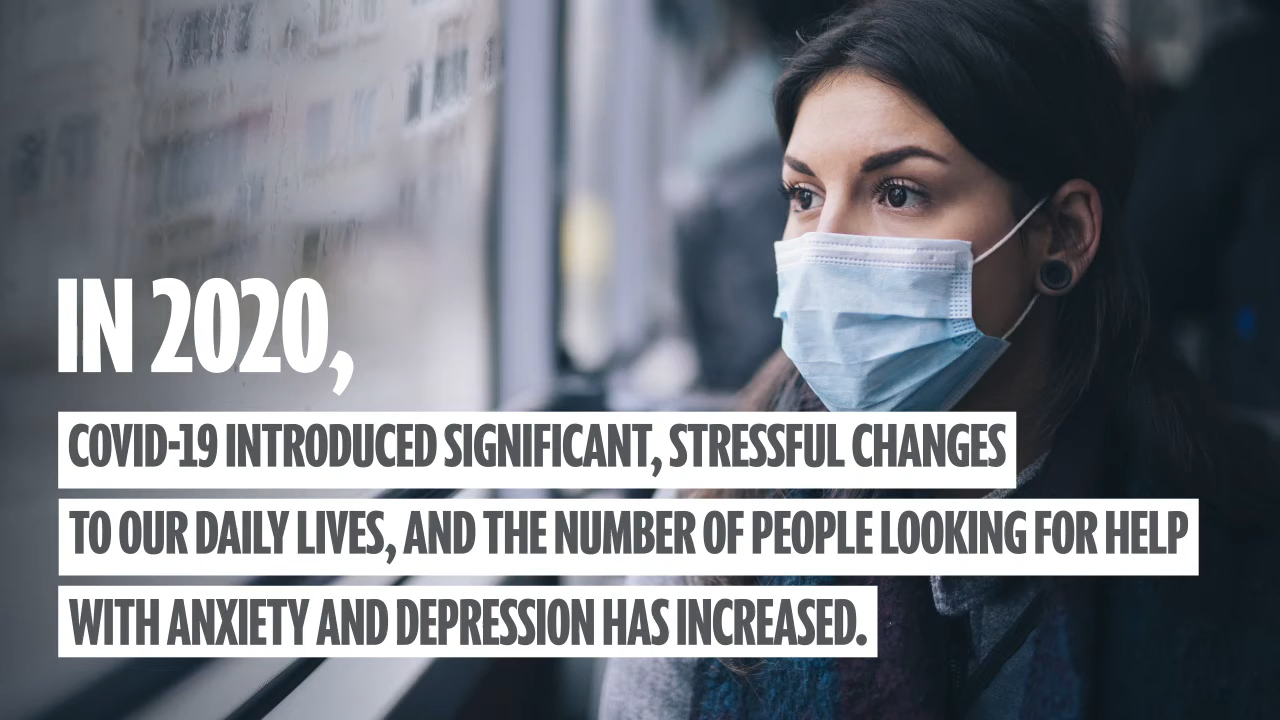 IN 2020,
COVID-19 INTRODUCED SIGNIFICANT, STRESSFUL CHANGES
TO OUR DAILY LIVES, AND THE NUMBER OF PEOPLE LOOKING FOR HELP
WITH ANXIETY AND DEPRESSION HAS INCREASED.